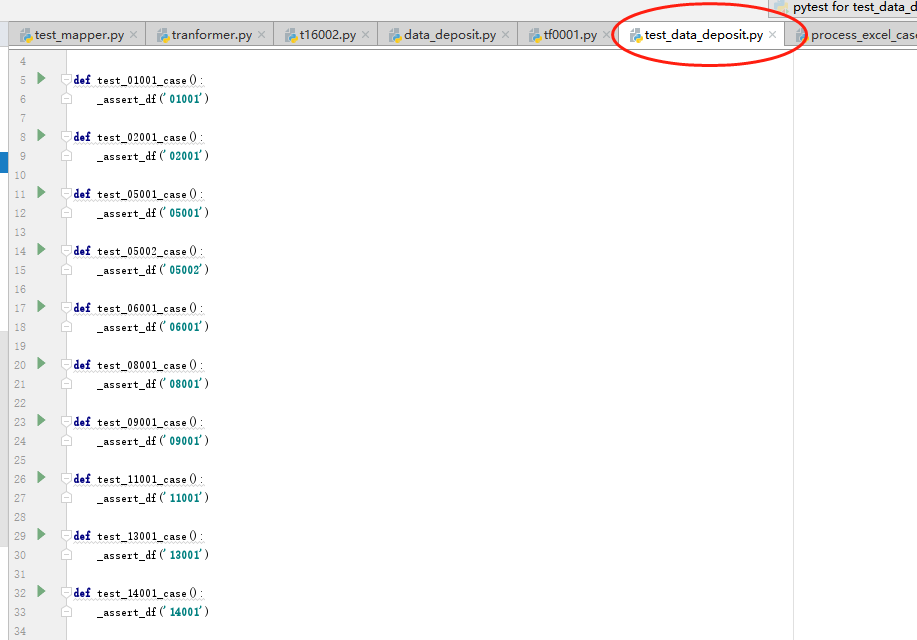 pytest for test_data_d
test_mapper.py tranformer.py t16002.py data_deposit.py tf0001.py test_data_deposit.py process_excel_case
4
5 def test_01001_case():
6 _assert_df('01001')
7
8 def test_02001_case():
9 _assert_df('02001')
10
11 def test_05001_case():
12 _assert_df('05001')
13
14 def test_05002_case():
15 _assert_df('05002')
16
17 def test_06001_case():
18 _assert_df('06001')
19
20 def test_08001_case():
21 _assert_df('08001')
22
23 def test_09001_case():
24 _assert_df('09001')
25
26 def test_11001_case():
27 _assert_df('11001')
28
29 def test_13001_case():
30 _assert_df('13001')
31
32 def test_14001_case():
33 _assert_df('14001')
34